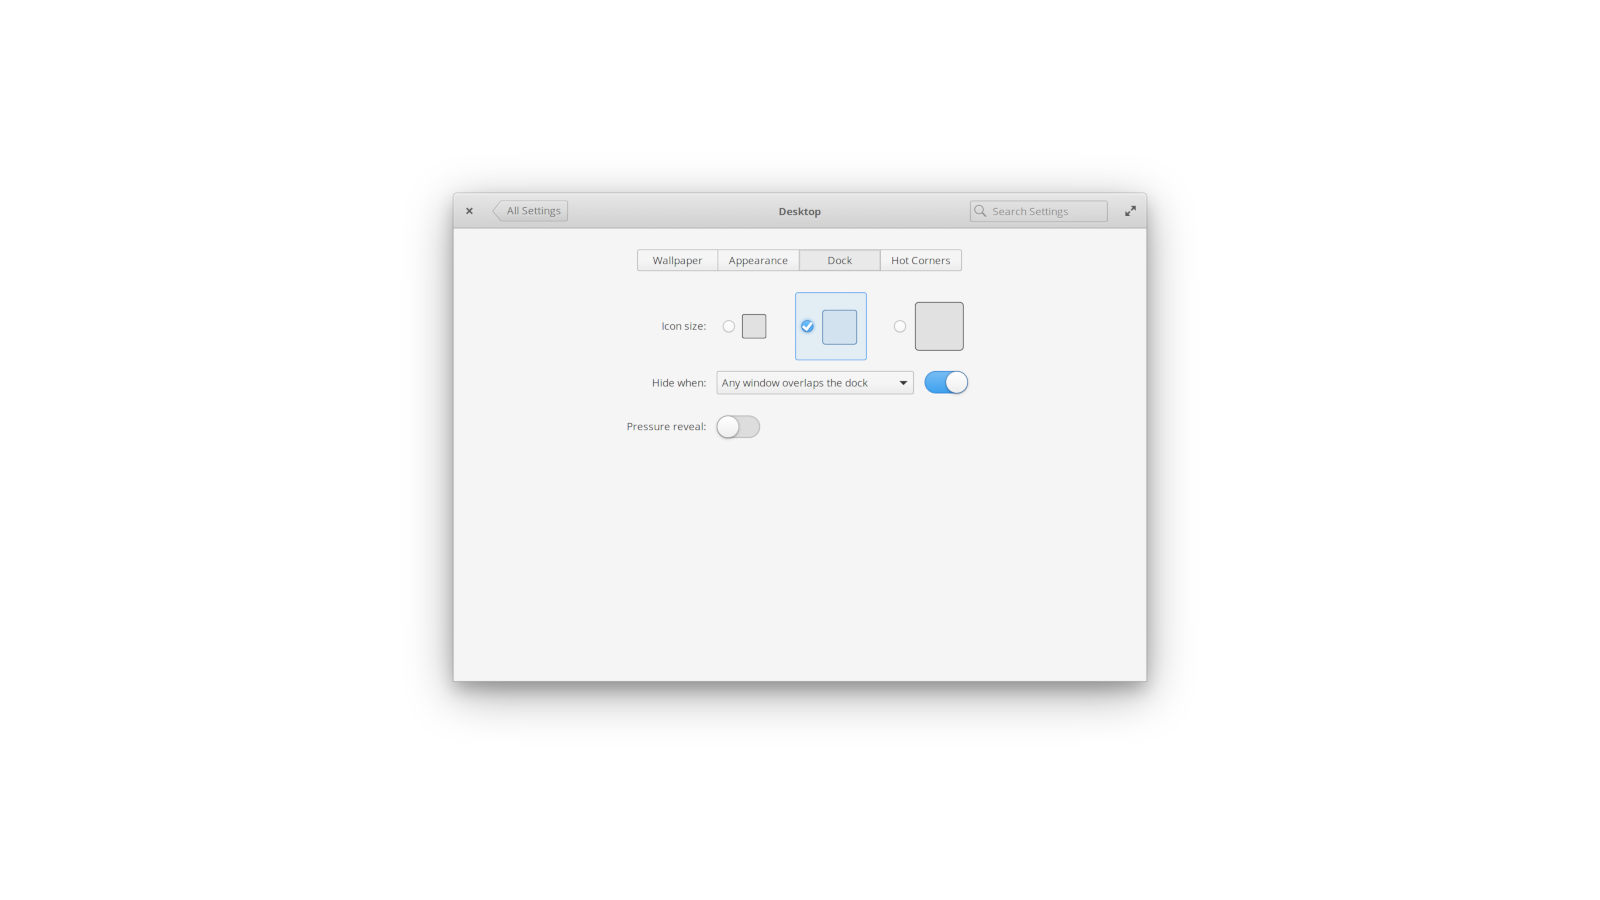 All Settings
Desktop
Search Settings
Wallpaper
Appearance
Dock
Hot Corners
Icon size:
Hide when:
Any window overlaps the dock
Pressure reveal: